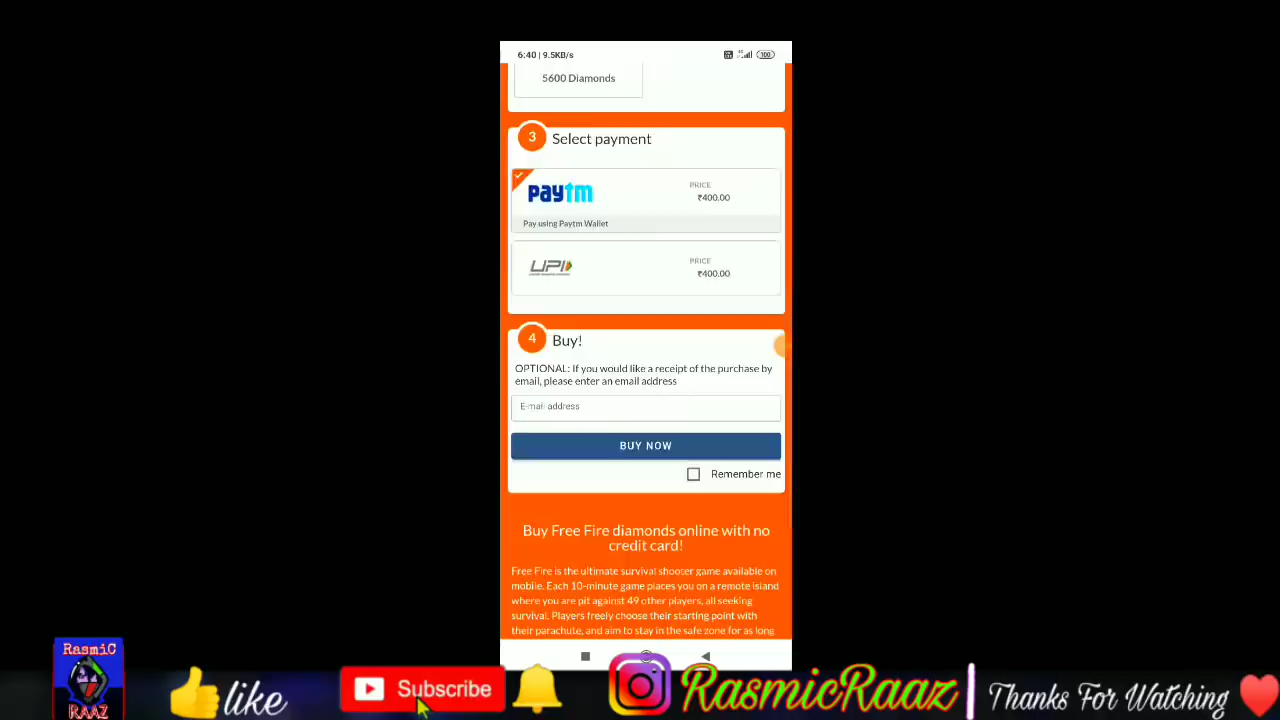 6:40 | 9.5KB/s
100
5600 Diamonds
3 Select payment
paytm
PRICE
₹400.00
Pay using Paytm Wallet
UPI
PRICE
₹400.00
4 Buy!
OPTIONAL: If you would like a receipt of the purchase by
email, please enter an email address
E-mail address
BUY NOW
Remember me
Buy Free Fire diamonds online with no
credit card!
Free Fire is the ultimate survival shooter game available on
mobile. Each 10-minute game places you on a remote island
where you are pit against 49 other players, all seeking
survival. Players freely choose their starting point with
their parachute, and aim to stay in the safe zone for as long
RasmiC
RAAZ
like
Subscribe
RasmicRaaz
Thanks For Watching